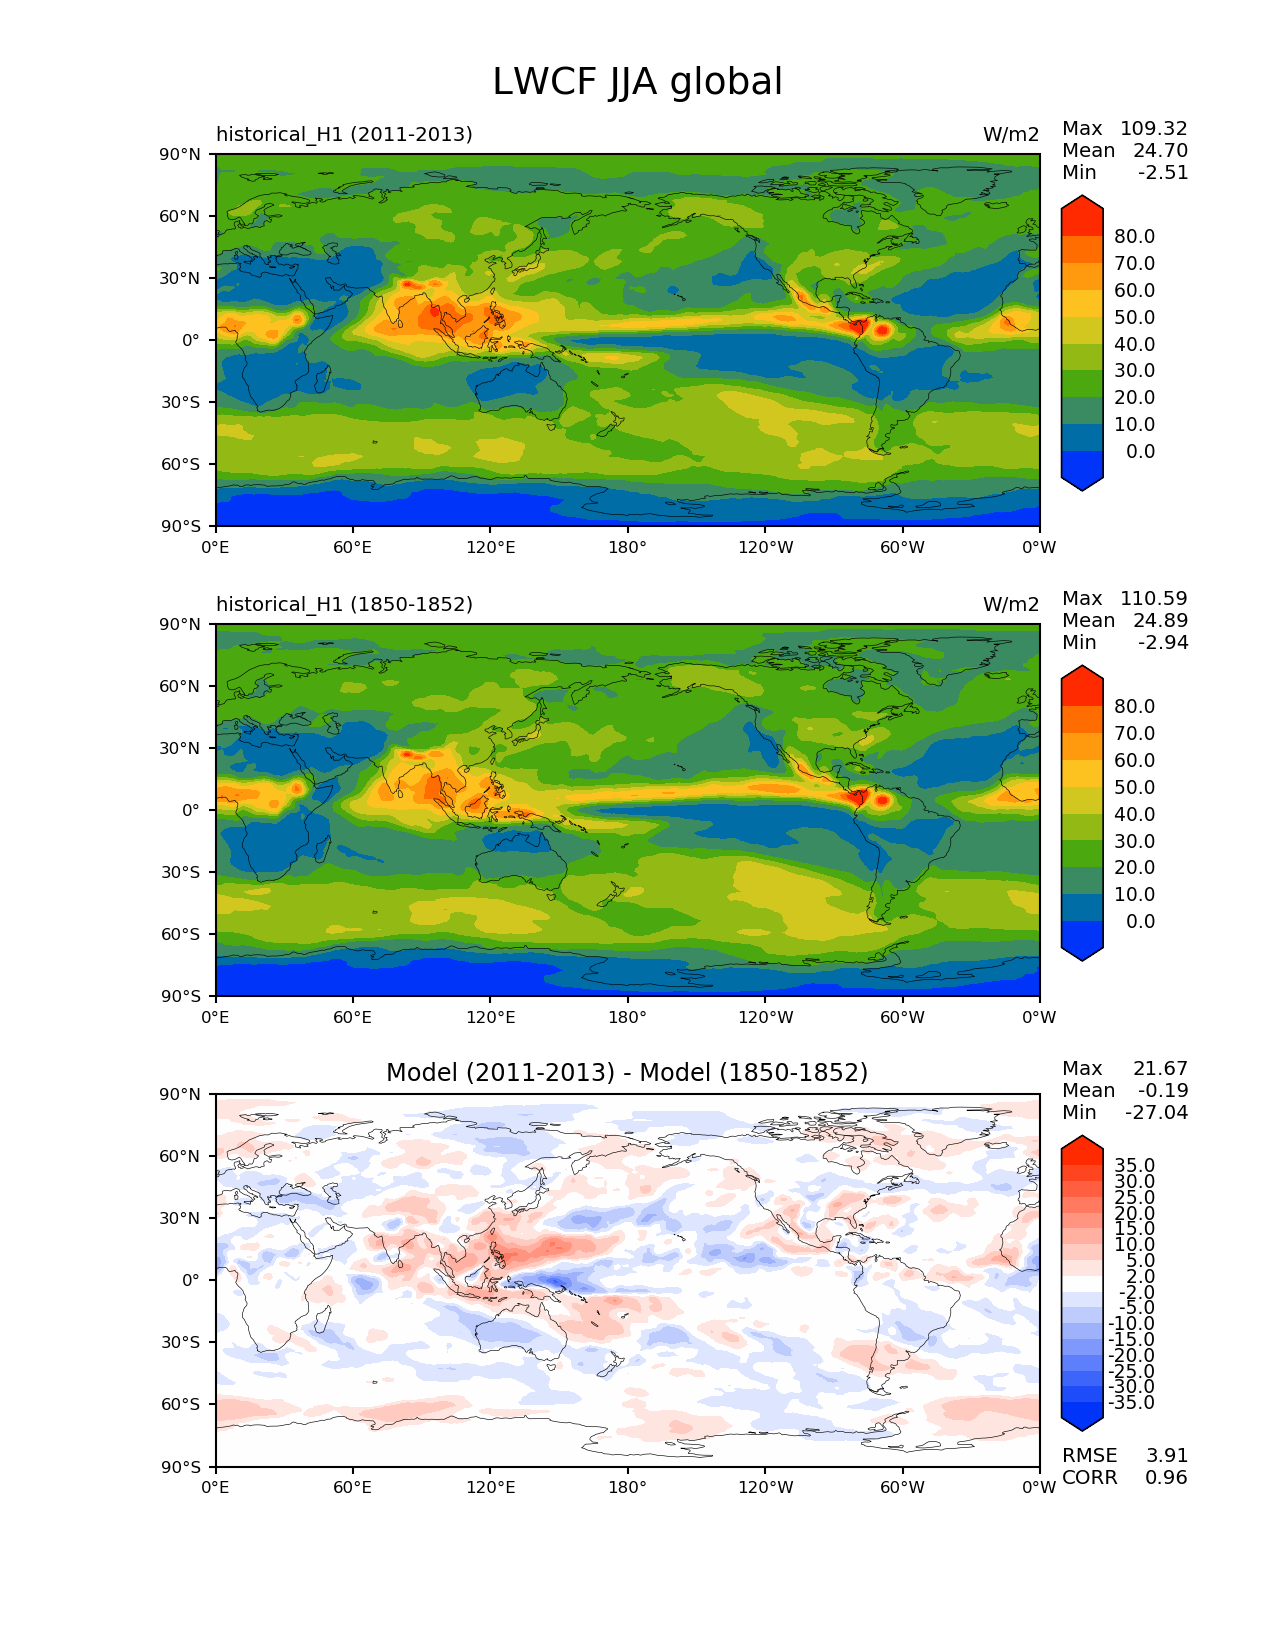 LWCF JJA global
historical_H1 (2011-2013)
W/m2
Max 109.32
Mean 24.70
Min -2.51
90°N
60°N
30°N
0°
30°S
60°S
90°S
0°E
60°E
120°E
180°
120°W
60°W
0°W
80.0
70.0
60.0
50.0
40.0
30.0
20.0
10.0
0.0
historical_H1 (1850-1852)
W/m2
Max 110.59
Mean 24.89
Min -2.94
90°N
60°N
30°N
0°
30°S
60°S
90°S
0°E
60°E
120°E
180°
120°W
60°W
0°W
80.0
70.0
60.0
50.0
40.0
30.0
20.0
10.0
0.0
Model (2011-2013) - Model (1850-1852)
Max 21.67
Mean -0.19
Min -27.04
90°N
60°N
30°N
0°
30°S
60°S
90°S
0°E
60°E
120°E
180°
120°W
60°W
0°W
35.0
30.0
25.0
20.0
15.0
10.0
5.0
2.0
-2.0
-5.0
-10.0
-15.0
-20.0
-25.0
-30.0
-35.0
RMSE 3.91
CORR 0.96